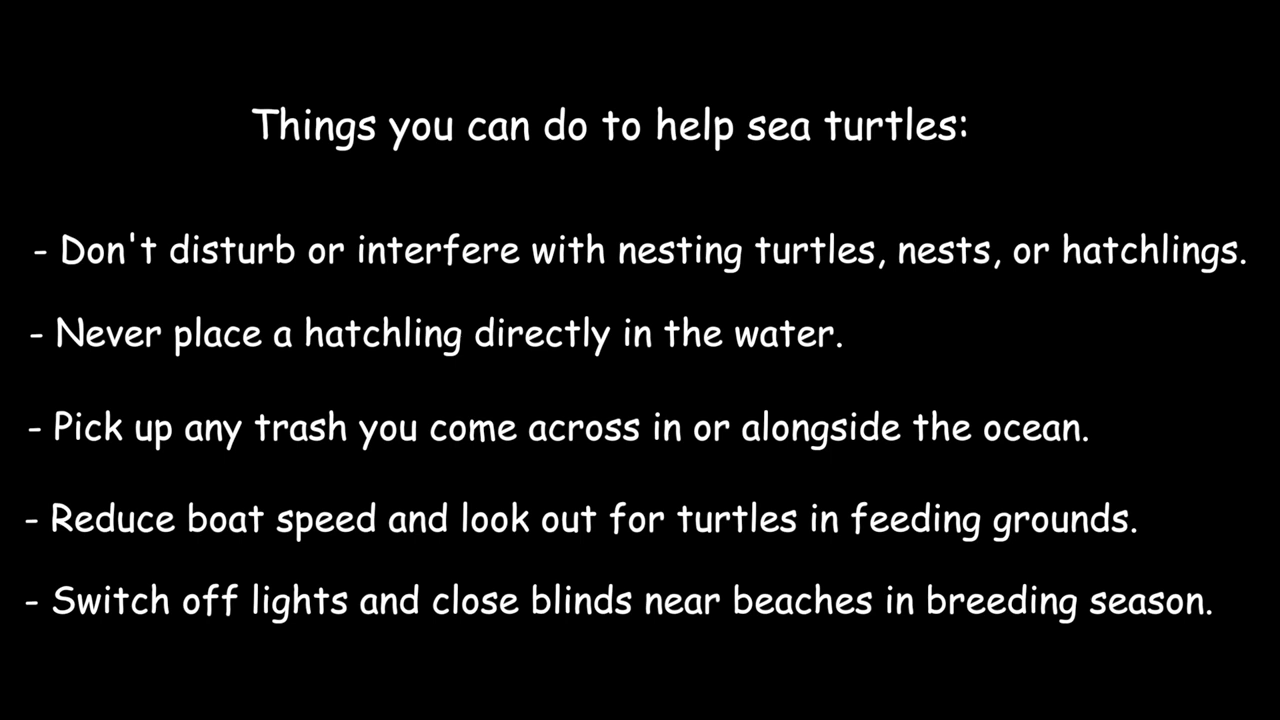 Things you can do to help sea turtles:
- Don't disturb or interfere with nesting turtles, nests, or hatchlings.
- Never place a hatchling directly in the water.
- Pick up any trash you come across in or alongside the ocean.
- Reduce boat speed and look out for turtles in feeding grounds.
- Switch off lights and close blinds near beaches in breeding season.